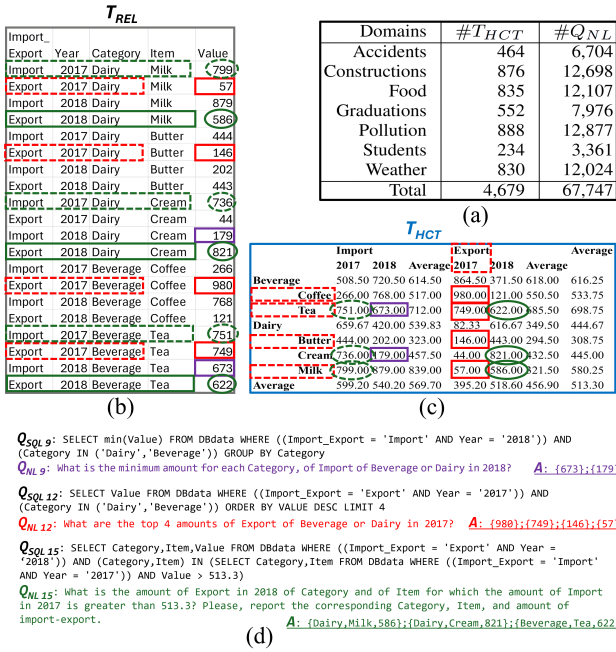 T_REL
Import_
Export Year Category Item Value
Import 2017 Dairy Milk 799
Export 2017 Dairy Milk 57
Import 2018 Dairy Milk 879
Export 2018 Dairy Milk 586
Import 2017 Dairy Butter 444
Export 2017 Dairy Butter 146
Import 2018 Dairy Butter 202
Export 2018 Dairy Butter 443
Import 2017 Dairy Cream 736
Export 2017 Dairy Cream 44
Import 2018 Dairy Cream 179
Export 2018 Dairy Cream 821
Import 2017 Beverage Coffee 266
Export 2017 Beverage Coffee 980
Import 2018 Beverage Coffee 768
Export 2018 Beverage Coffee 121
Import 2017 Beverage Tea 751
Export 2017 Beverage Tea 749
Import 2018 Beverage Tea 673
Export 2018 Beverage Tea 622
(b)
Domains #T_HCT #Q_NL
Accidents 464 6,704
Constructions 876 12,698
Food 835 12,107
Graduations 552 7,976
Pollution 888 12,877
Students 234 3,361
Weather 830 12,024
Total 4,679 67,747
(a)
T_HCT
Import Export Average
2017 2018 Average 2017 2018 Average
Beverage 508.50 720.50 614.50 864.50 371.50 618.00 616.25
Coffee 266.00 768.00 517.00 980.00 121.00 550.50 533.75
Tea 751.00 673.00 712.00 749.00 622.00 685.50 698.75
Dairy 659.67 420.00 539.83 82.33 616.67 349.50 444.67
Butter 444.00 202.00 323.00 146.00 443.00 294.50 308.75
Cream 736.00 179.00 457.50 44.00 821.00 432.50 445.00
Milk 799.00 879.00 839.00 57.00 586.00 321.50 580.25
Average 599.20 540.20 569.70 395.20 518.60 456.90 513.30
(c)
Q_SQL 9: SELECT min(Value) FROM DBdata WHERE ((Import_Export = 'Import' AND Year = '2018')) AND
(Category IN ('Dairy','Beverage')) GROUP BY Category
Q_NL 9: What is the minimum amount for each Category, of Import of Beverage or Dairy in 2018? A: {673};{179
Q_SQL 12: SELECT Value FROM DBdata WHERE ((Import_Export = 'Export' AND Year = '2017')) AND
(Category IN ('Dairy','Beverage')) ORDER BY VALUE DESC LIMIT 4
Q_NL 12: What are the top 4 amounts of Export of Beverage or Dairy in 2017? A: {980};{749};{146};{57
Q_SQL 15: SELECT Category,Item,Value FROM DBdata WHERE ((Import_Export = 'Export' AND Year =
‘2018')) AND (Category,Item) IN (SELECT Category,Item FROM DBdata WHERE ((Import_Export = 'Import'
AND Year = '2017')) AND Value > 513.3)
Q_NL 15: What is the amount of Export in 2018 of Category and of Item for which the amount of Import
in 2017 is greater than 513.3? Please, report the corresponding Category, Item, and amount of
import-export.
A: {Dairy,Milk,586};{Dairy,Cream,821};{Beverage,Tea,622
(d)